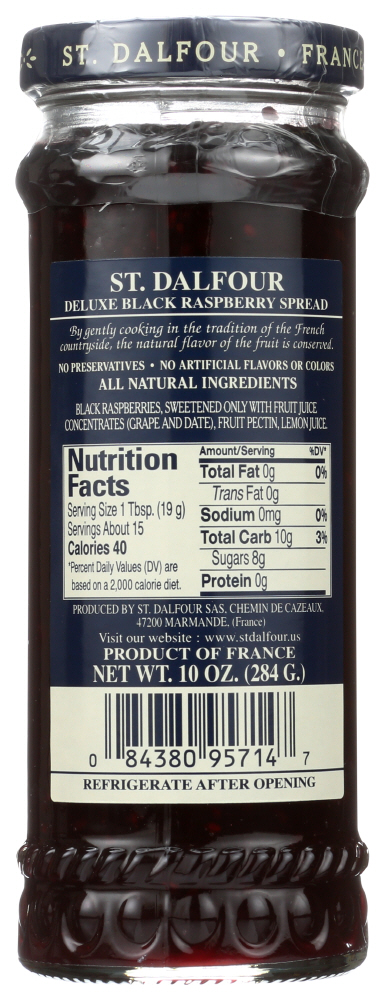 ST. DALFOUR • FRANCE
ST. DALFOUR
DELUXE BLACK RASPBERRY SPREAD
By gently cooking in the tradition of the French
countryside, the natural flavor of the fruit is conserved.
NO PRESERVATIVES • NO ARTIFICIAL FLAVORS OR COLORS
ALL NATURAL INGREDIENTS
BLACK RASPBERRIES, SWEETENED ONLY WITH FRUIT JUICE
CONCENTRATES (GRAPE AND DATE), FRUIT PECTIN, LEMON JUICE.
Nutrition
Facts
Serving Size 1 Tbsp. (19 g)
Servings About 15
Calories 40
*Percent Daily Values (DV) are
based on a 2,000 calorie diet.
Amount/Serving %DV*
Total Fat 0g 0%
Trans Fat 0g
Sodium 0mg 0%
Total Carb 10g 3%
Sugars 8g
Protein 0g
PRODUCED BY ST. DALFOUR SAS, CHEMIN DE CAZEAUX,
47200 MARMANDE, (France)
Visit our website : www.stdalfour.us
PRODUCT OF FRANCE
NET WT. 10 OZ. (284 G.)
0 84380 95714 7
REFRIGERATE AFTER OPENING